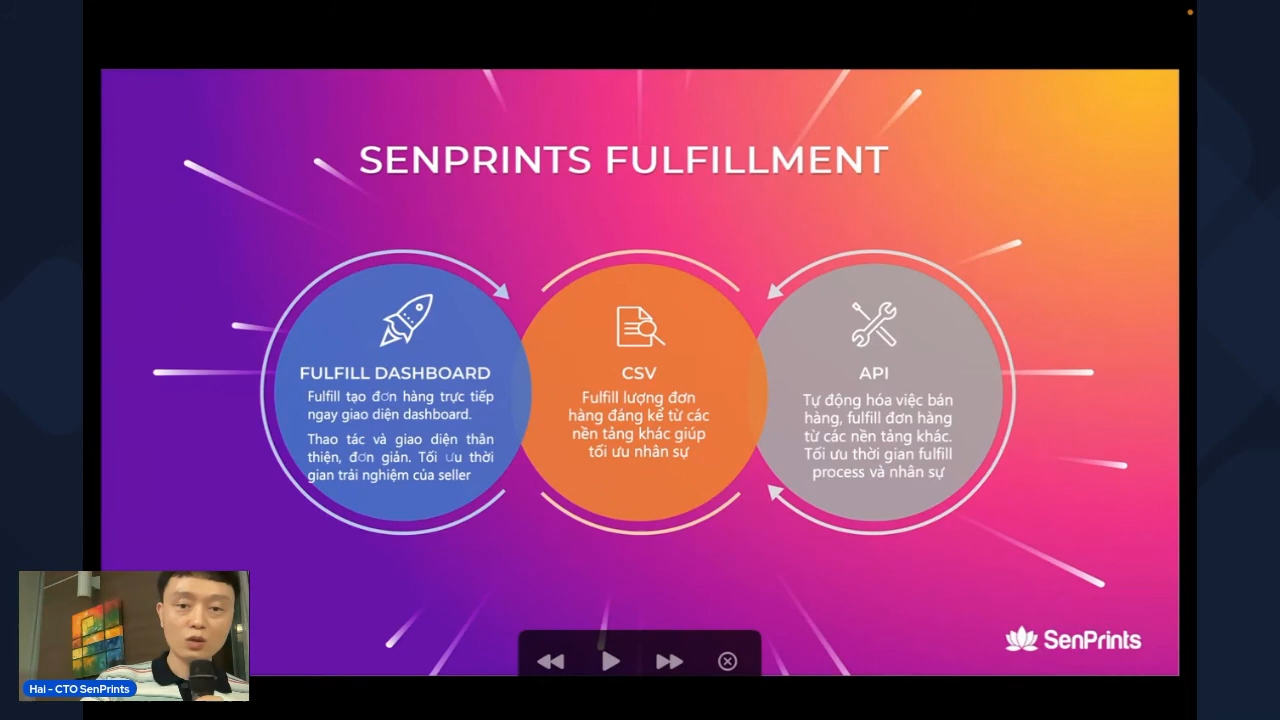 SENPRINTS FULFILLMENT
FULFILL DASHBOARD
Fulfill tạo đơn hàng trực tiếp
ngay giao diện dashboard.
Thao tác và giao diện thân
thiện, đơn giản. Tối ưu thời
gian trải nghiệm của seller
CSV
Fulfill lượng đơn
hàng đáng kể từ các
nền tảng khác giúp
tối ưu nhân sự
API
Tự động hóa việc bán
hàng, fulfill đơn hàng
từ các nền tảng khác.
Tối ưu thời gian fulfill
process và nhân sự
SenPrints
Hai - CTO SenPrints